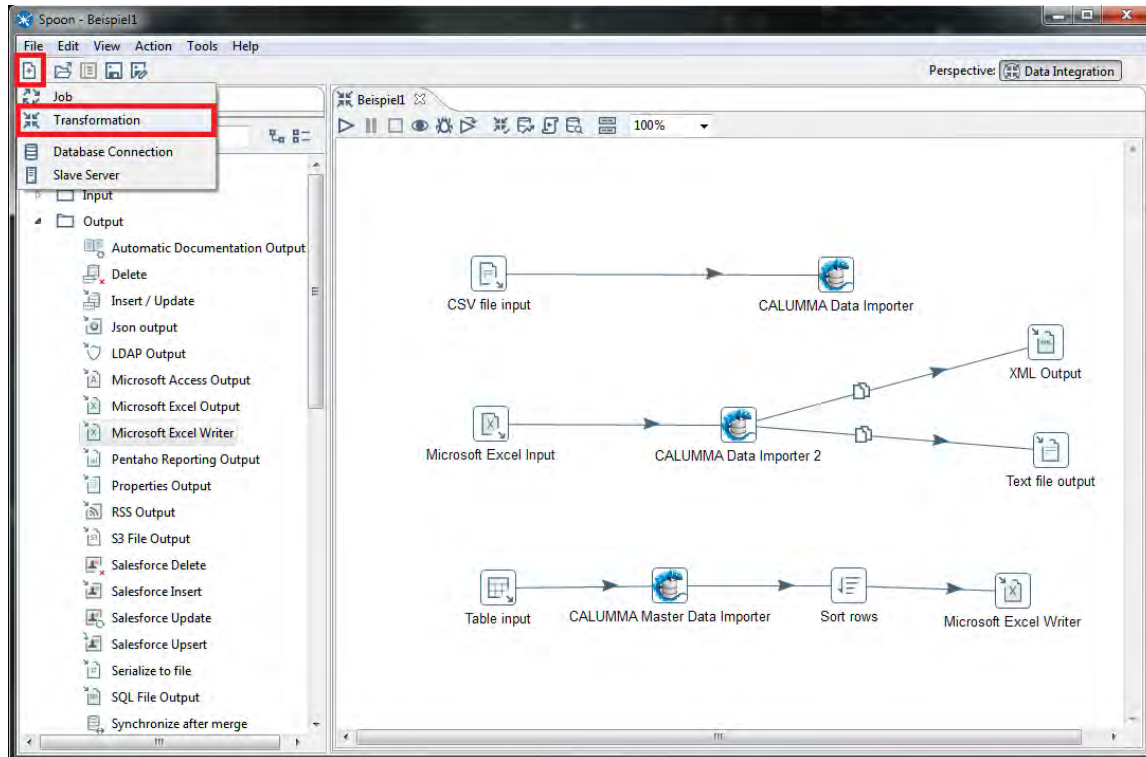 Spoon - Beispiel1
File Edit View Action Tools Help
Perspective: Data Integration
Job
Transformation
Database Connection
Slave Server
Input
Output
Automatic Documentation Output
Delete
Insert / Update
Json output
LDAP Output
Microsoft Access Output
Microsoft Excel Output
Microsoft Excel Writer
Pentaho Reporting Output
Properties Output
RSS Output
S3 File Output
Salesforce Delete
Salesforce Insert
Salesforce Update
Salesforce Upsert
Serialize to file
SQL File Output
Synchronize after merge
Beispiel1
100%
CSV file input
CALUMMA Data Importer
XML Output
Microsoft Excel Input
CALUMMA Data Importer 2
Text file output
Table input
CALUMMA Master Data Importer
Sort rows
Microsoft Excel Writer